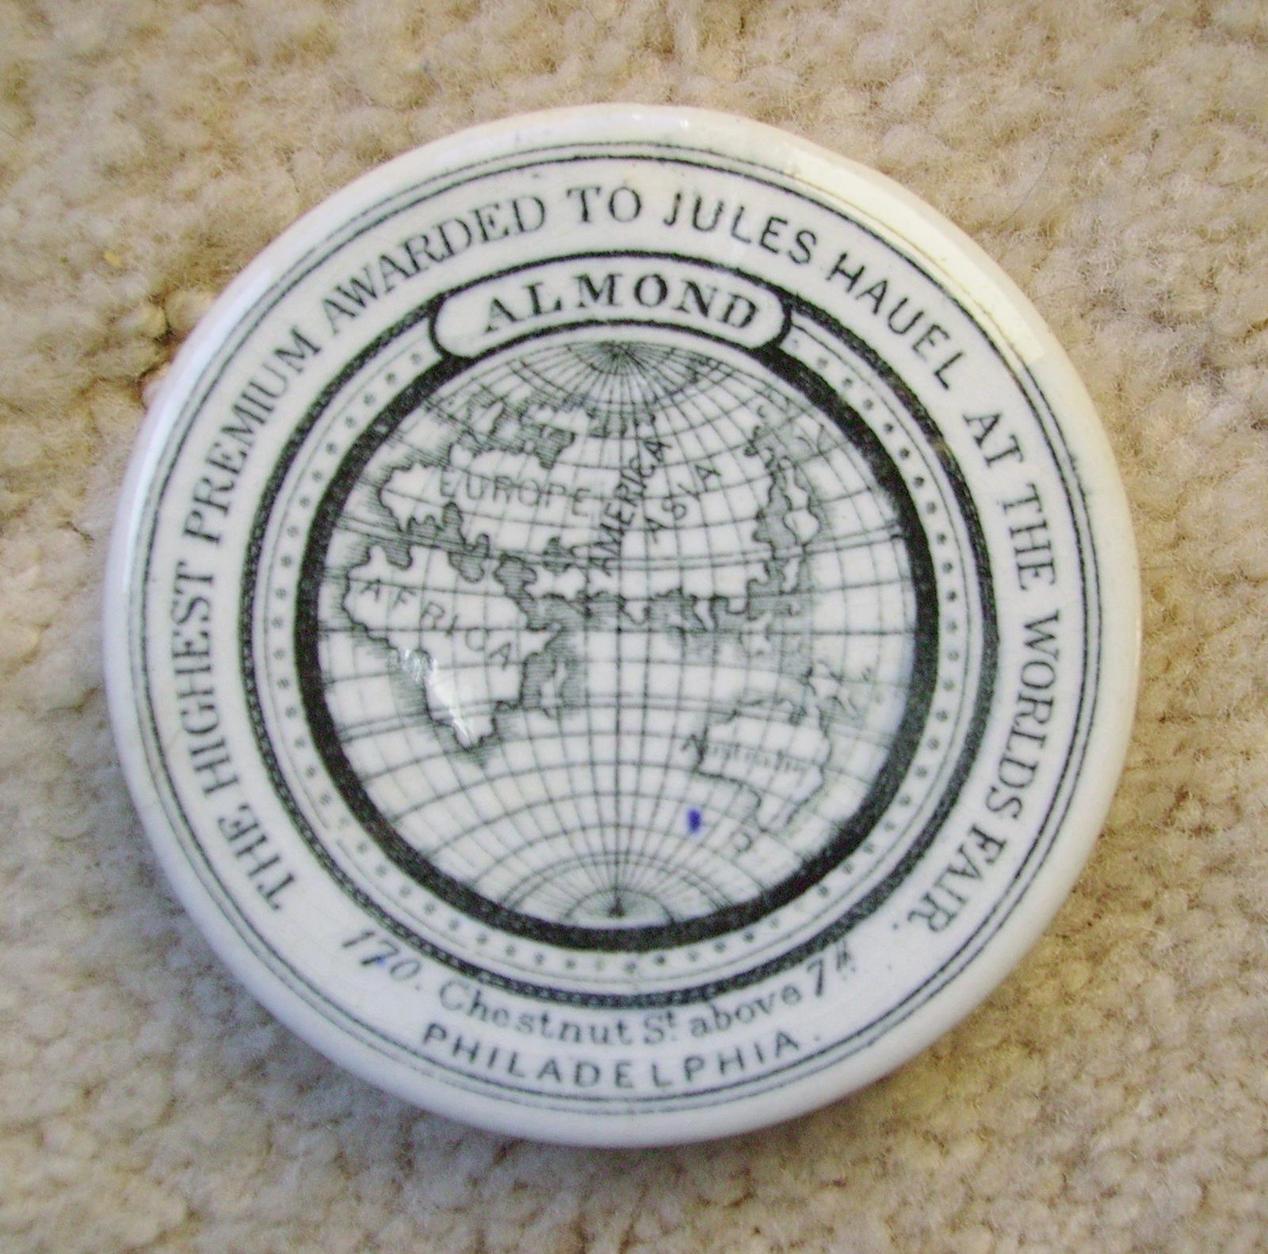 THE HIGHEST PREMIUM AWARDED TO JULES HAUEL AT THE WORLDS FAIR.
ALMOND
EUROPE
AMERICA
ASIA
AFRICA
Australia
170. Chestnut St. above 7th
PHILADELPHIA.